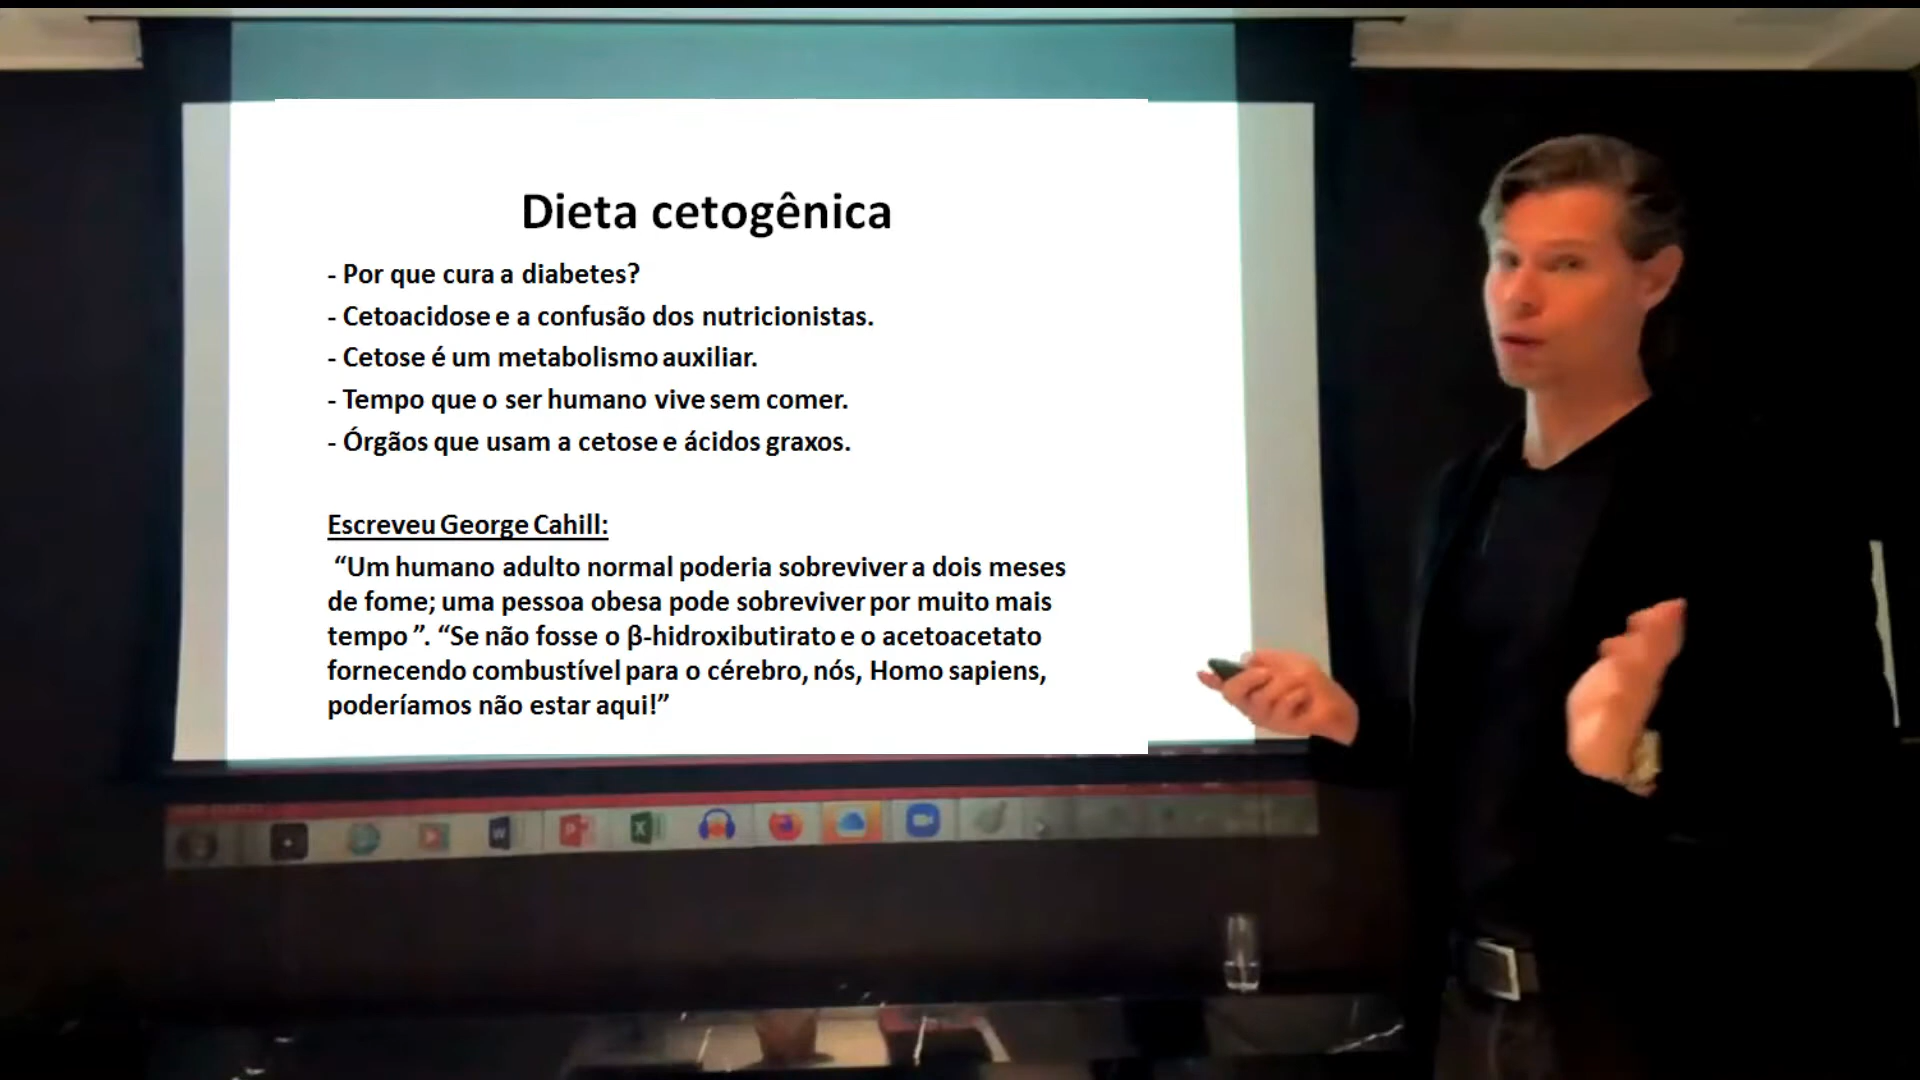 Dieta cetogênica
- Por que cura a diabetes?
- Cetoacidose e a confusão dos nutricionistas.
- Cetose é um metabolismo auxiliar.
- Tempo que o ser humano vive sem comer.
- Órgãos que usam a cetose e ácidos graxos.
Escreveu George Cahill:
“Um humano adulto normal poderia sobreviver a dois meses
de fome; uma pessoa obesa pode sobreviver por muito mais
tempo ”. “Se não fosse o β-hidroxibutirato e o acetoacetato
fornecendo combustível para o cérebro, nós, Homo sapiens,
poderíamos não estar aqui!”